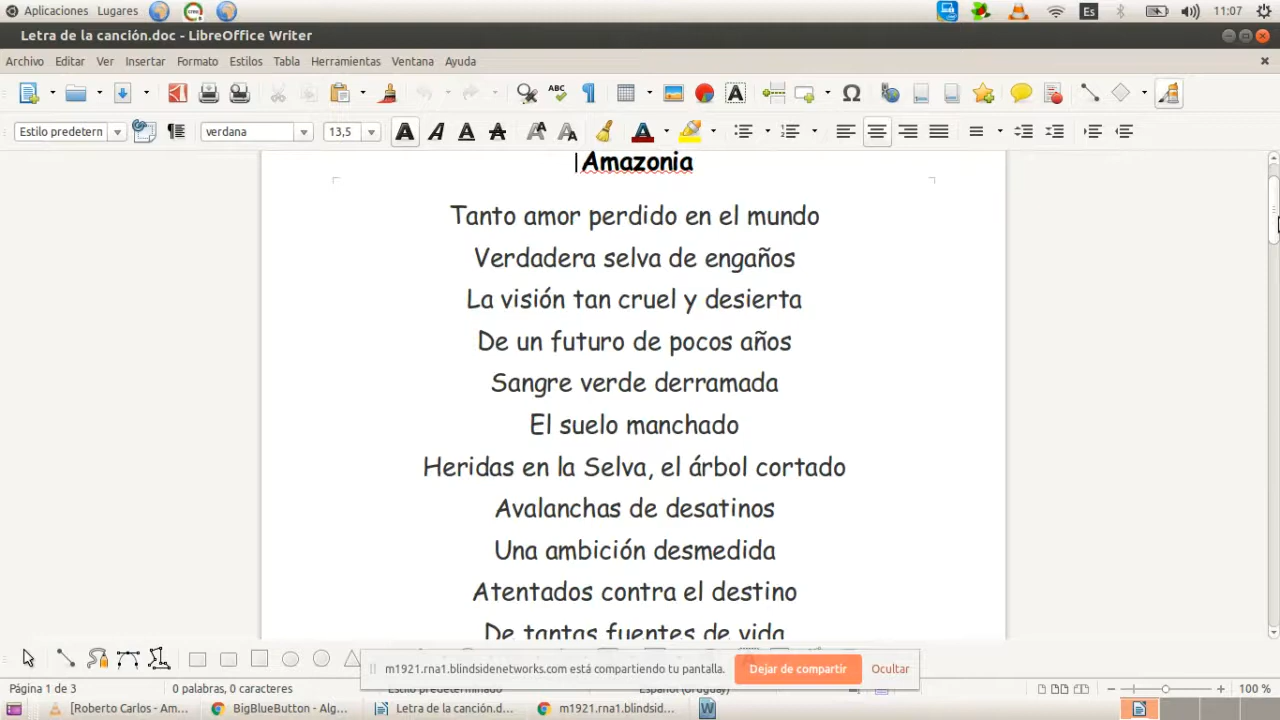 Aplicaciones Lugares Es 11:07
Letra de la canción.doc - LibreOffice Writer
Archivo Editar Ver Insertar Formato Estilos Tabla Herramientas Ventana Ayuda
Estilo predetern verdana 13,5
Amazonia
Tanto amor perdido en el mundo
Verdadera selva de engaños
La visión tan cruel y desierta
De un futuro de pocos años
Sangre verde derramada
El suelo manchado
Heridas en la Selva, el árbol cortado
Avalanchas de desatinos
Una ambición desmedida
Atentados contra el destino
De tantas fuentes de vida
m1921.rna1.blindsidenetworks.com está compartiendo tu pantalla. Dejar de compartir Ocultar
Página 1 de 3 0 palabras, 0 caracteres Estilo predeterminado Español (Uruguay) 100 %
[Roberto Carlos - Am... BigBlueButton - Alg... Letra de la canción.d... m1921.rna1.blindsid...